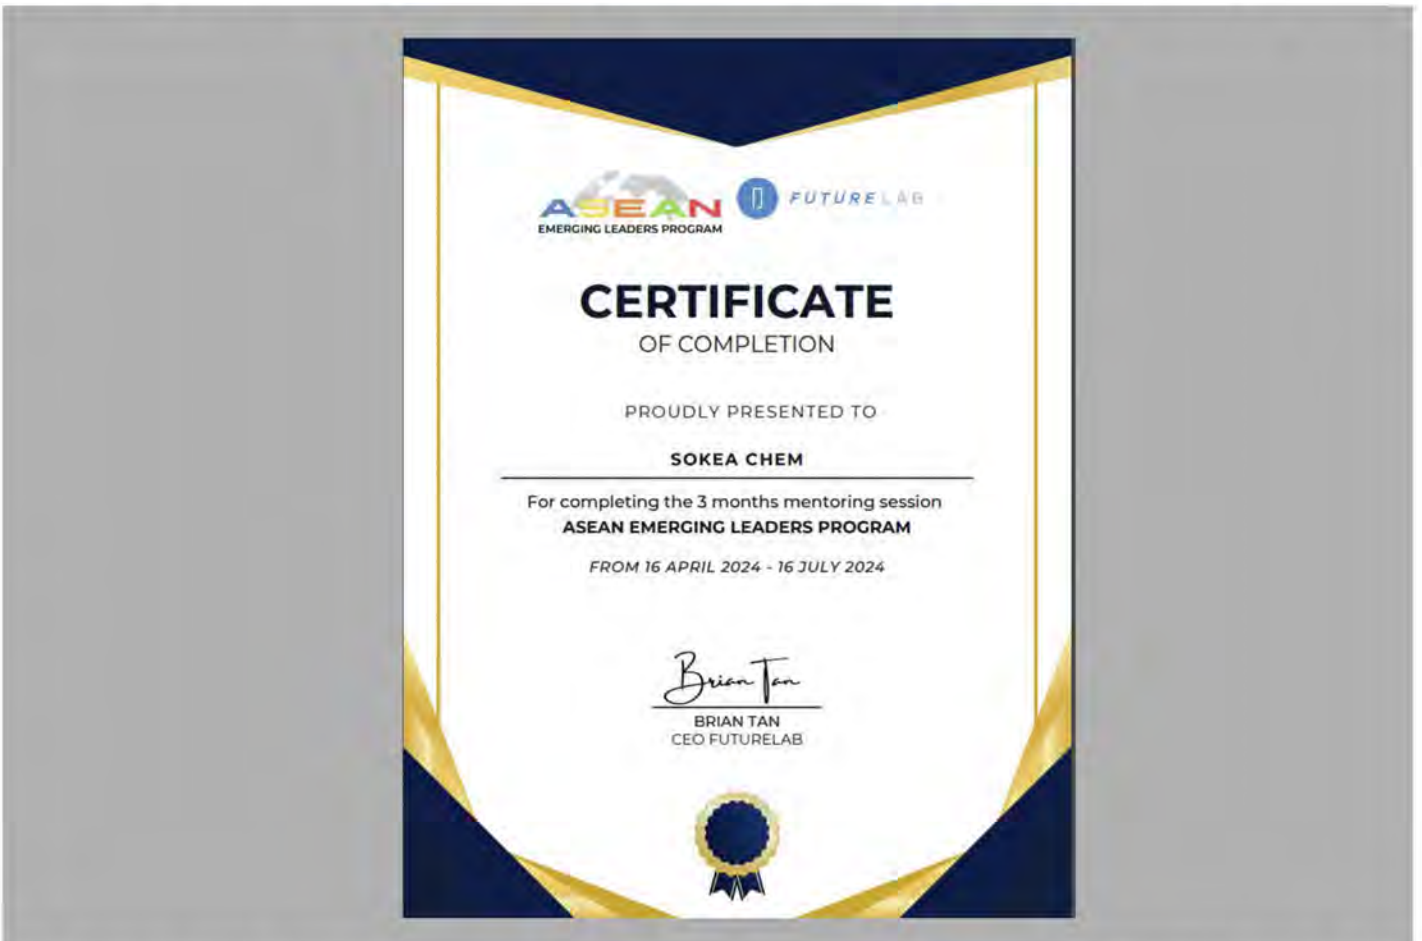 ASEAN
EMERGING LEADERS PROGRAM
FUTURELAB
CERTIFICATE
OF COMPLETION
PROUDLY PRESENTED TO
SOKEA CHEM
For completing the 3 months mentoring session
ASEAN EMERGING LEADERS PROGRAM
FROM 16 APRIL 2024 - 16 JULY 2024
Brian Tan
BRIAN TAN
CEO FUTURELAB